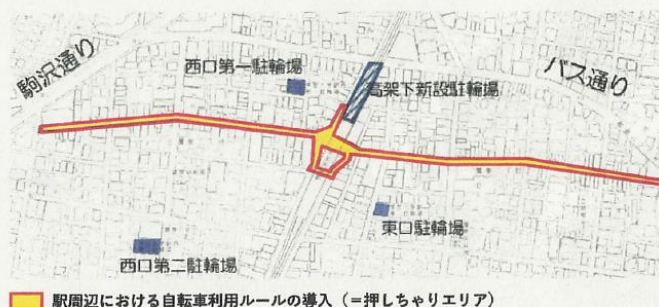 駒沢通り
西口第一駐輪場
高架下新設駐輪場
バス通り
東口駐輪場
西口第二駐輪場
駅周辺における自転車利用ルールの導入(=押しちゃりエリア)